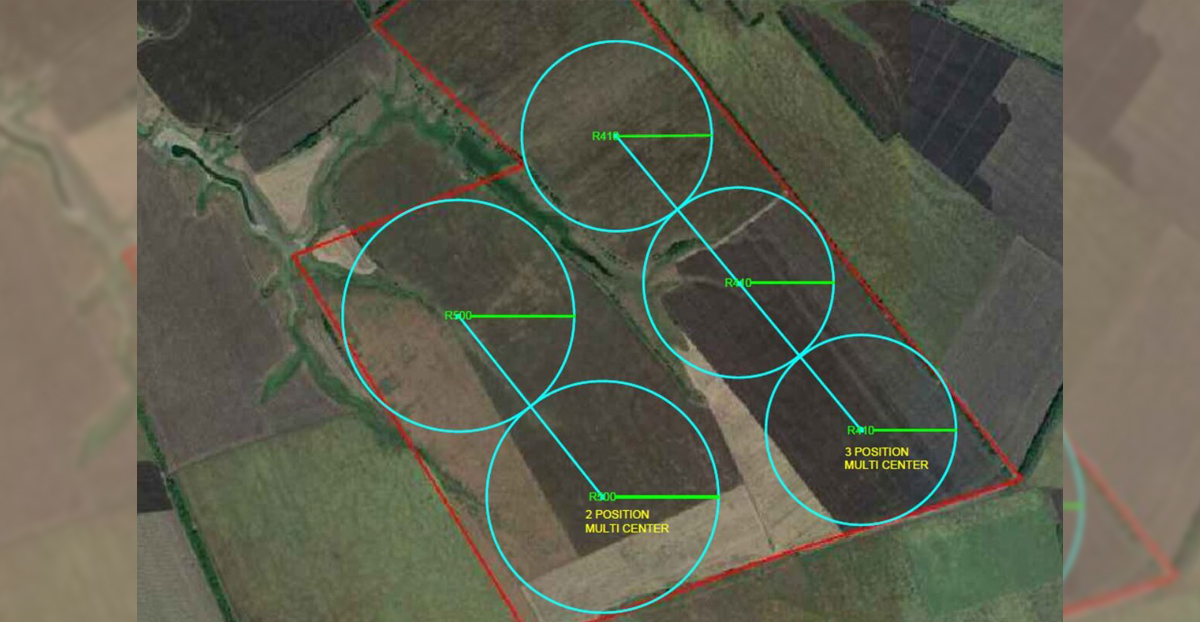 R410
R410
R500
R410
3 POSITION
MULTI CENTER
R500
2 POSITION
MULTI CENTER